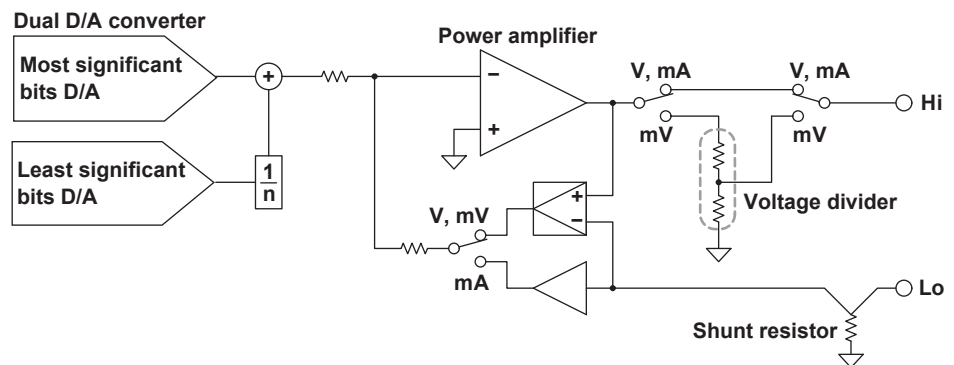 Dual D/A converter
Most significant
bits D/A
Least significant
bits D/A
+
1
n
Power amplifier
−
+
V, mA
mV
V, mA
mV
Hi
Voltage divider
+
−
V, mV
mA
Lo
Shunt resistor